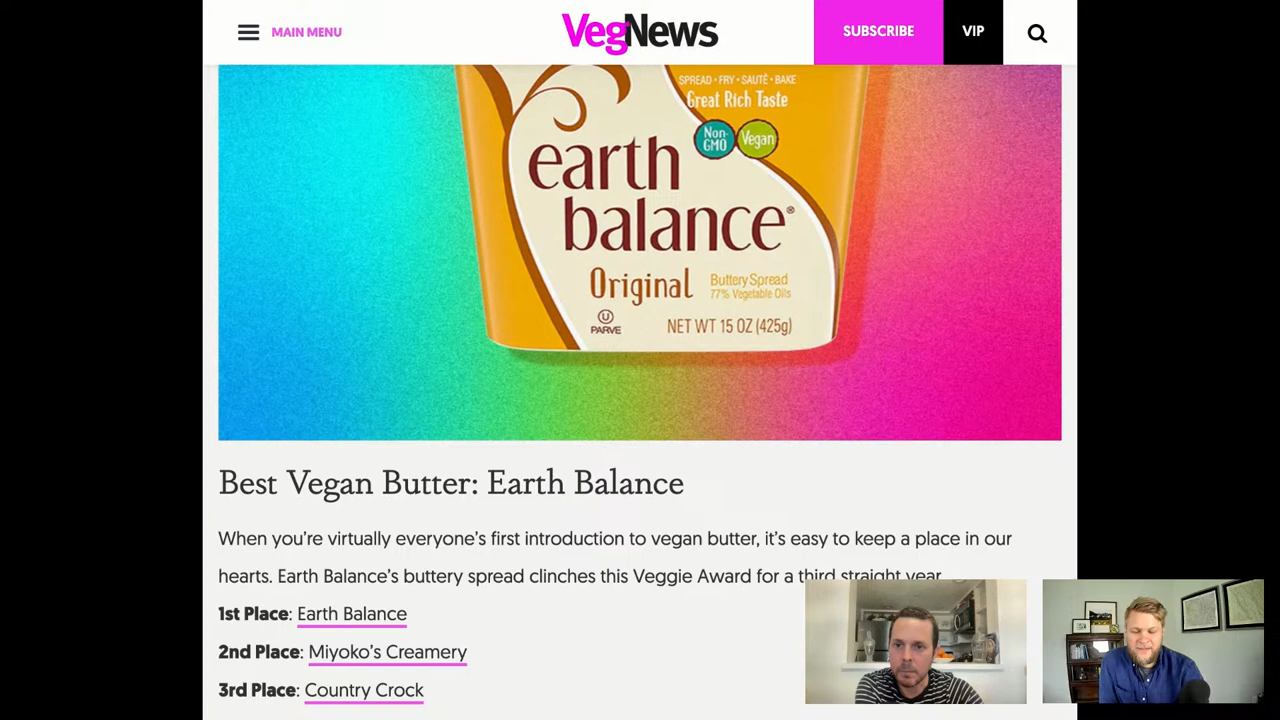 MAIN MENU
VegNews
SUBSCRIBE
VIP
SPREAD • FRY • SAUTÉ • BAKE
Great Rich Taste
Non-GMO
Vegan
earth
balance®
Original
Buttery Spread
77% Vegetable Oils
U
PARVE
NET WT 15 OZ (425g)
Best Vegan Butter: Earth Balance
When you're virtually everyone's first introduction to vegan butter, it's easy to keep a place in our
hearts. Earth Balance's buttery spread clinches this Veggie Award for a third straight year.
1st Place: Earth Balance
2nd Place: Miyoko's Creamery
3rd Place: Country Crock